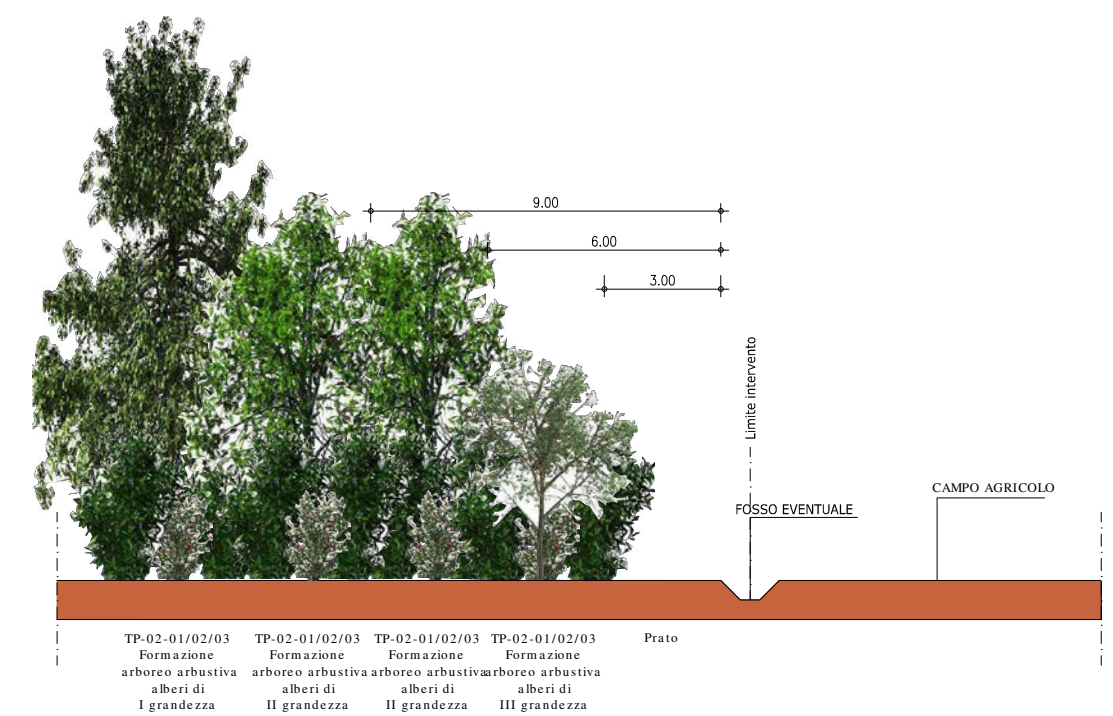 9.00
6.00
3.00
Limite intervento
CAMPO AGRICOLO
FOSSO EVENTUALE
TP-02-01/02/03
Formazione
arboreo arbustiva
alberi di
I grandezza
TP-02-01/02/03
Formazione
arboreo arbustiva
alberi di
II grandezza
TP-02-01/02/03
Formazione
arboreo arbustiva
alberi di
II grandezza
TP-02-01/02/03
Formazione
arboreo arbustiva
alberi di
III grandezza
Prato